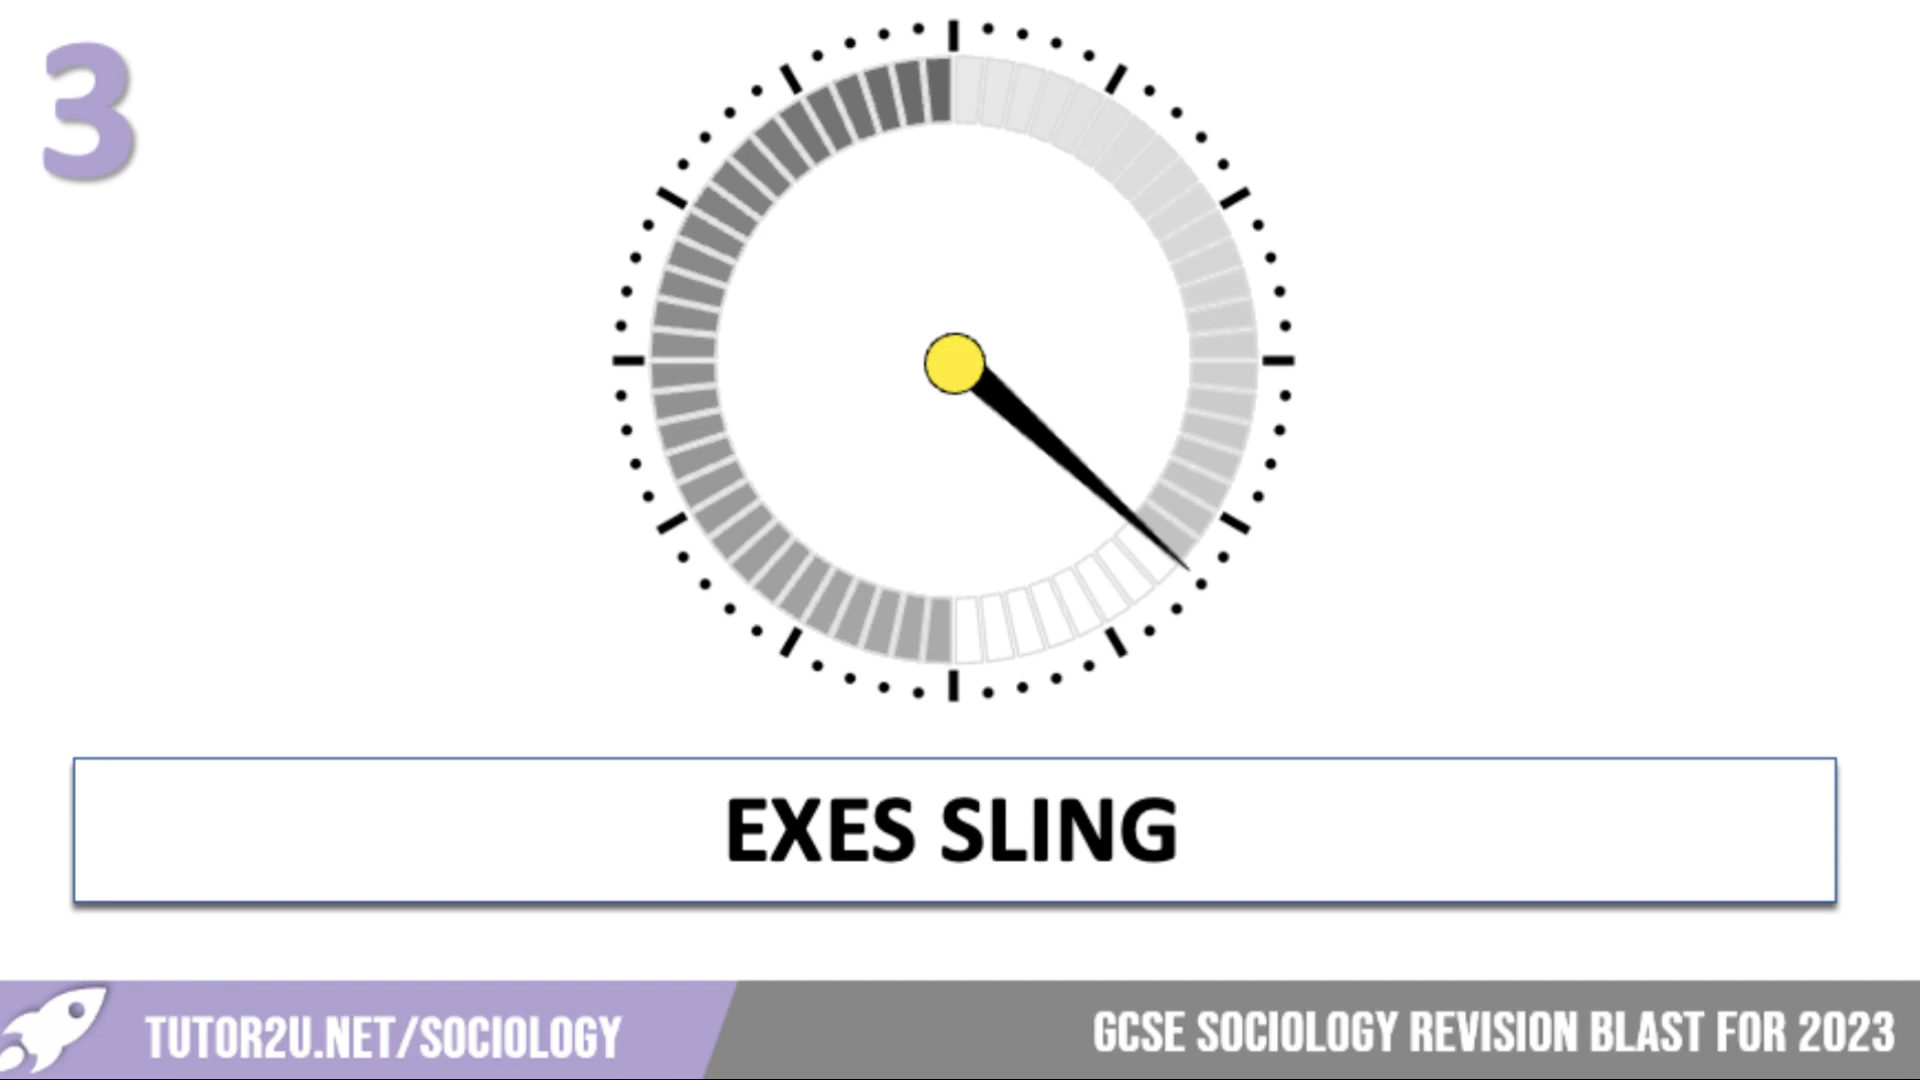 3
EXES SLING
TUTOR2U.NET/SOCIOLOGY
GCSE SOCIOLOGY REVISION BLAST FOR 2023